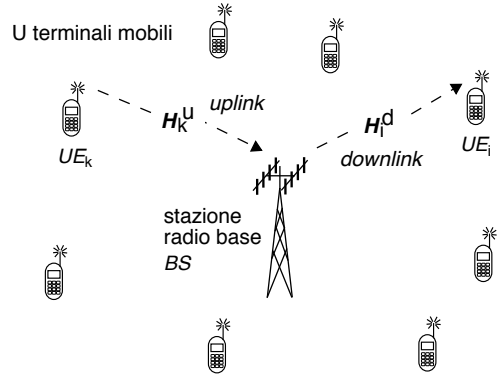 U terminali mobili
uplink
H_k^u
UE_k
H_i^d
downlink
UE_i
stazione
radio base
BS